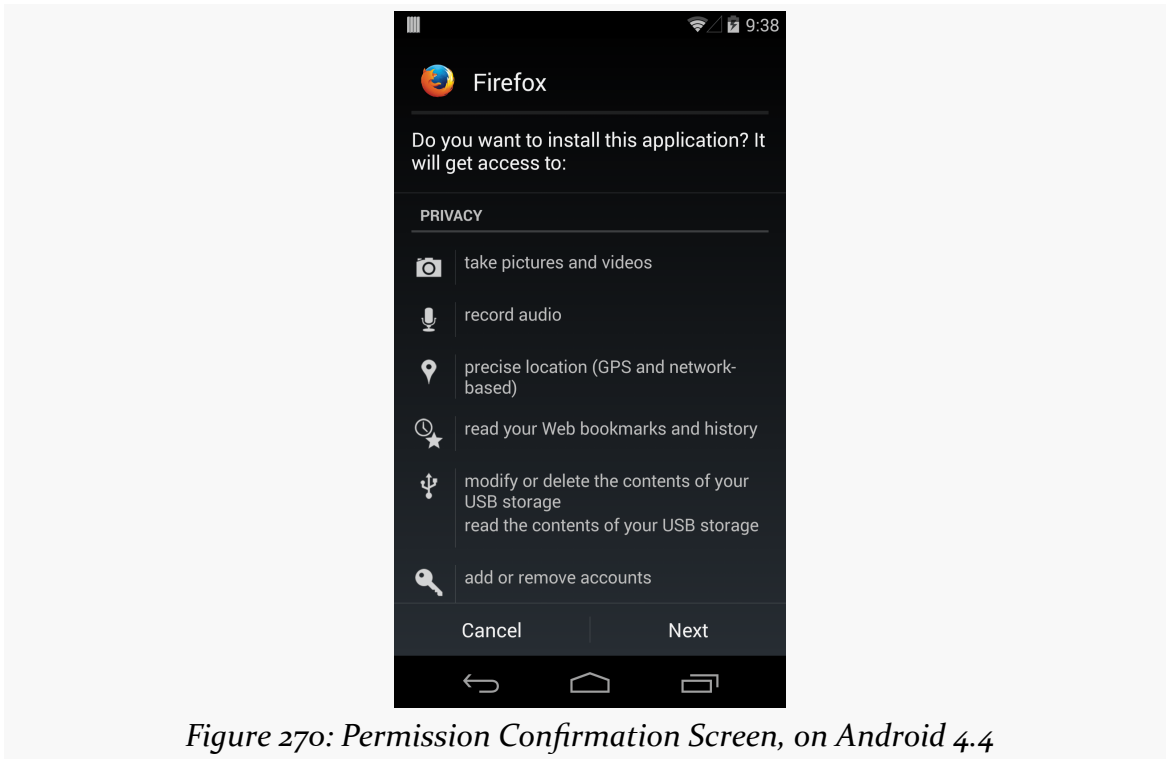 9:38
Firefox
Do you want to install this application? It
will get access to:
PRIVACY
take pictures and videos
record audio
precise location (GPS and network-
based)
read your Web bookmarks and history
modify or delete the contents of your
USB storage
read the contents of your USB storage
add or remove accounts
Cancel Next
Figure 270: Permission Confirmation Screen, on Android 4.4